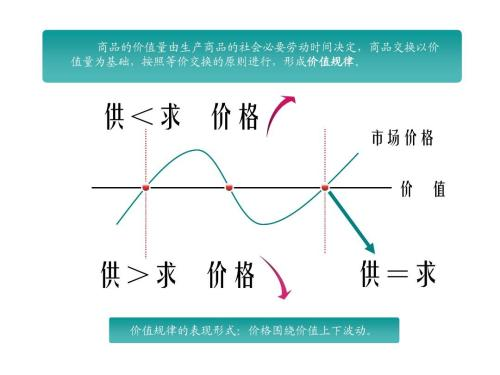 商品的价值量由生产商品的社会必要劳动时间决定，商品交换以价
值量为基础，按照等价交换的原则进行，形成价值规律。
供＜求 价格
市场价格
价 值
供＞求 价格
供＝求
价值规律的表现形式：价格围绕价值上下波动。